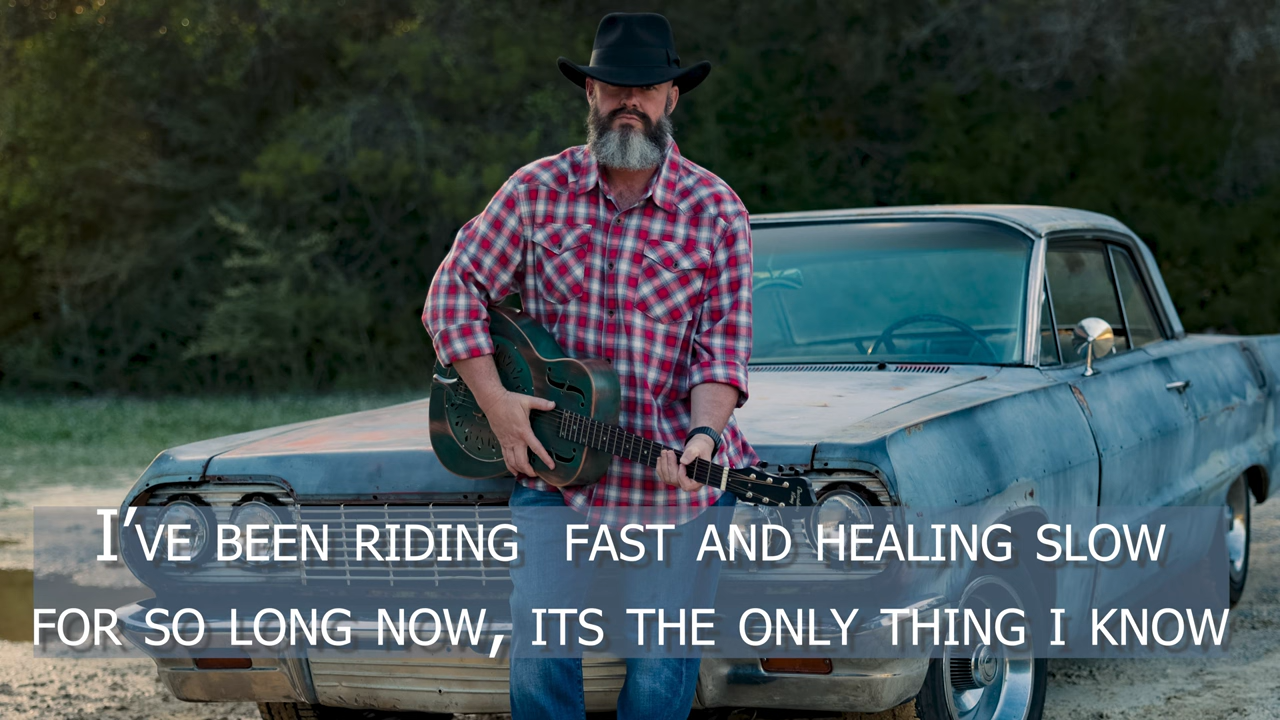 I’VE BEEN RIDING  FAST AND HEALING SLOW
FOR SO LONG NOW, ITS THE ONLY THING I KNOW